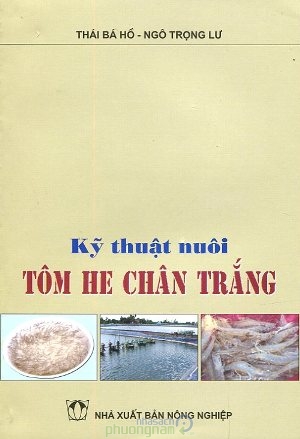 THÁI BÁ HỒ - NGÔ TRỌNG LƯ
Kỹ thuật nuôi
TÔM HE CHÂN TRẮNG
NHÀ XUẤT BẢN NÔNG NGHIỆP
nhasach
phuongnam